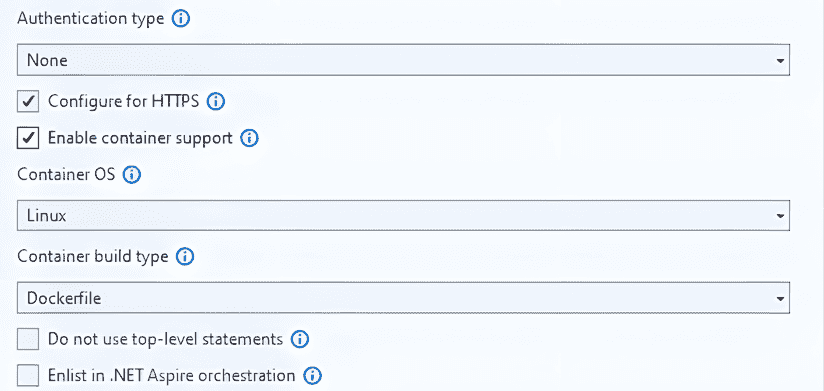 Authentication type
None
Configure for HTTPS
Enable container support
Container OS
Linux
Container build type
Dockerfile
Do not use top-level statements
Enlist in .NET Aspire orchestration